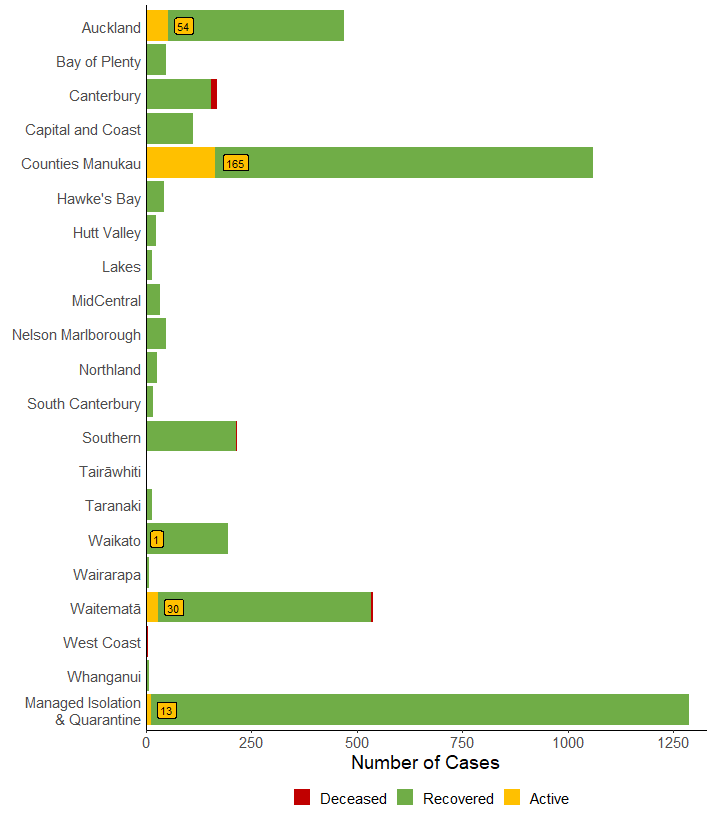 Auckland
54
Bay of Plenty
Canterbury
Capital and Coast
Counties Manukau
165
Hawke's Bay
Hutt Valley
Lakes
MidCentral
Nelson Marlborough
Northland
South Canterbury
Southern
Tairāwhiti
Taranaki
Waikato
1
Wairarapa
Waitematā
30
West Coast
Whanganui
Managed Isolation
& Quarantine
13
0 250 500 750 1000 1250
Number of Cases
Deceased Recovered Active